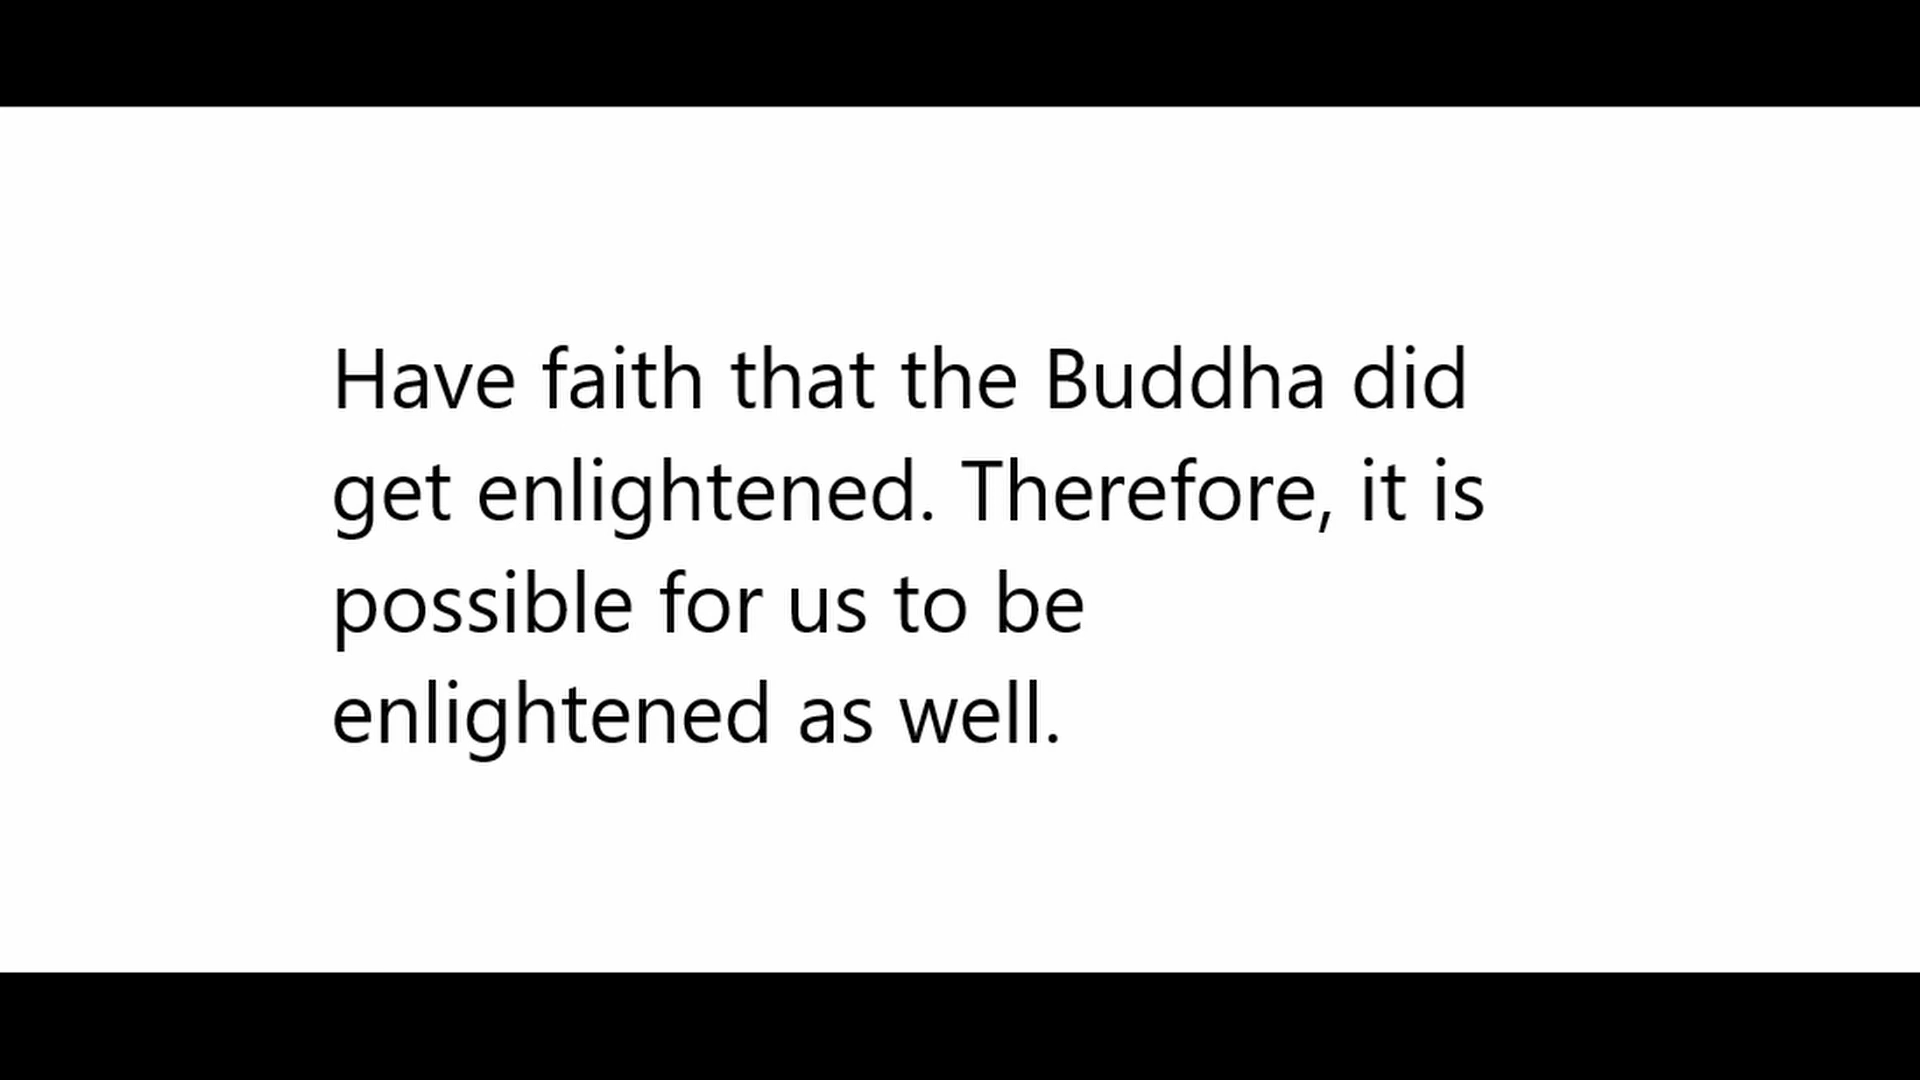 Have faith that the Buddha did
get enlightened. Therefore, it is
possible for us to be
enlightened as well.